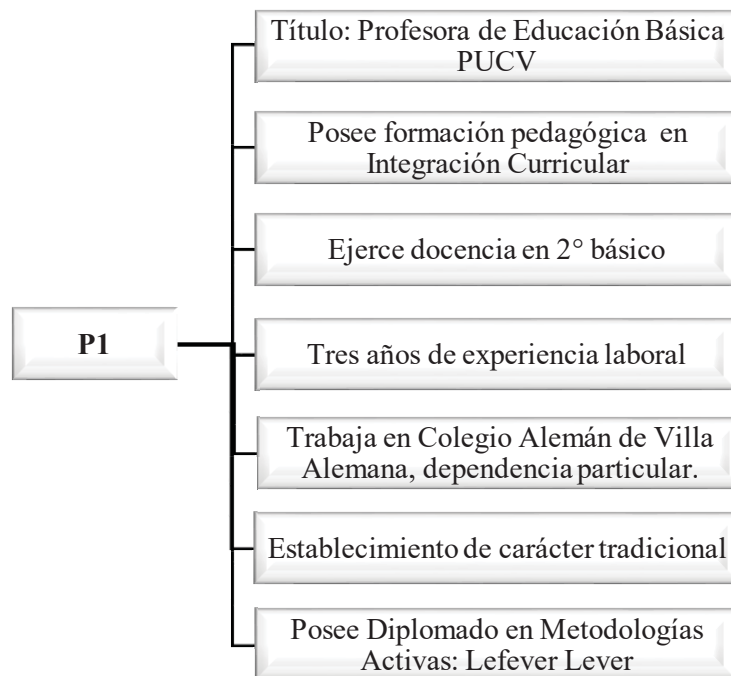 Título: Profesora de Educación Básica
PUCV
Posee formación pedagógica en
Integración Curricular
Ejerce docencia en 2° básico
P1
Tres años de experiencia laboral
Trabaja en Colegio Alemán de Villa
Alemana, dependencia particular.
Establecimiento de carácter tradicional
Posee Diplomado en Metodologías
Activas: Lefever Lever